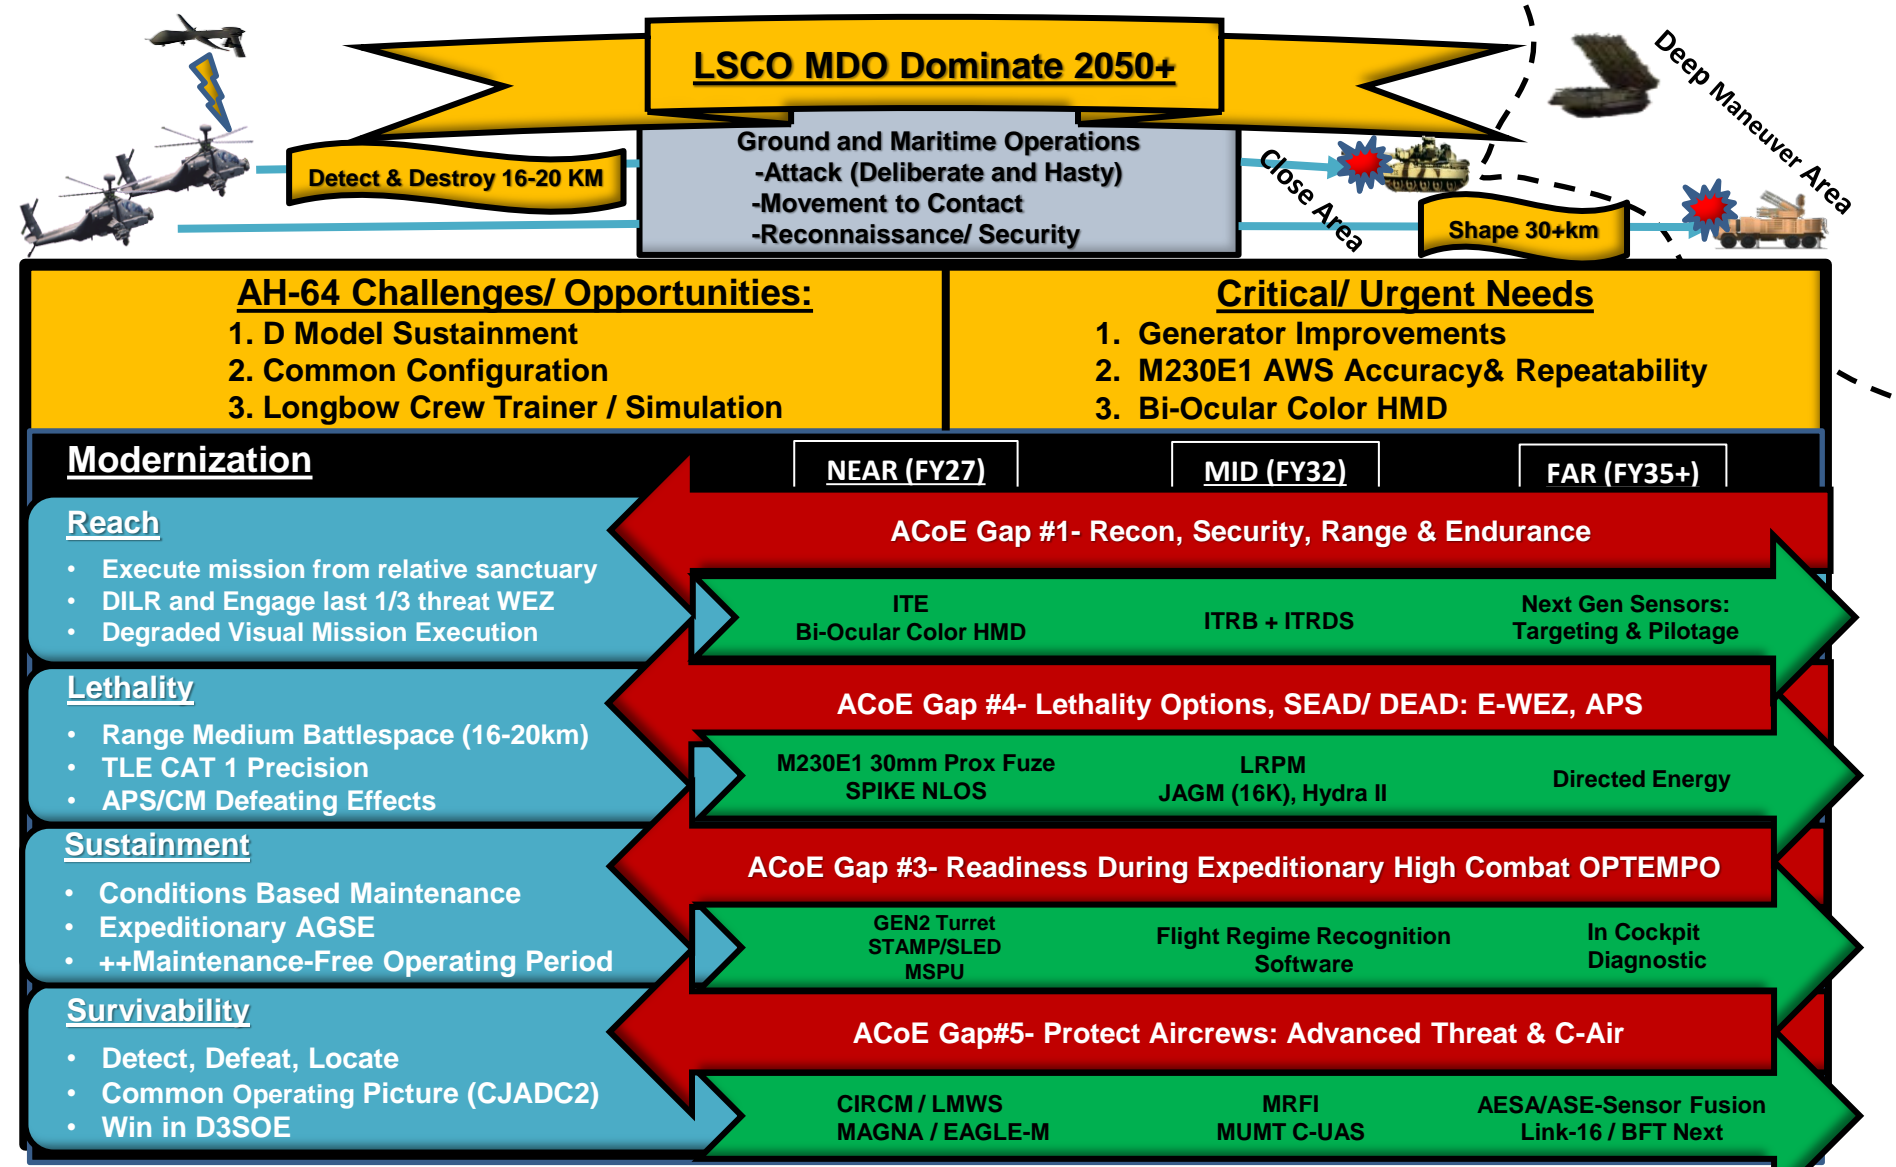 LSCO MDO Dominate 2050+
Deep Maneuver Area
Ground and Maritime Operations
-Attack (Deliberate and Hasty)
-Movement to Contact
-Reconnaissance/ Security
Detect & Destroy 16-20 KM
Close Area
Shape 30+km
AH-64 Challenges/ Opportunities:
1. D Model Sustainment
2. Common Configuration
3. Longbow Crew Trainer / Simulation
Critical/ Urgent Needs
1. Generator Improvements
2. M230E1 AWS Accuracy& Repeatability
3. Bi-Ocular Color HMD
Modernization
NEAR (FY27)
MID (FY32)
FAR (FY35+)
Reach
• Execute mission from relative sanctuary
• DILR and Engage last 1/3 threat WEZ
• Degraded Visual Mission Execution
ACoE Gap #1- Recon, Security, Range & Endurance
ITE
Bi-Ocular Color HMD
ITRB + ITRDS
Next Gen Sensors:
Targeting & Pilotage
Lethality
• Range Medium Battlespace (16-20km)
• TLE CAT 1 Precision
• APS/CM Defeating Effects
ACoE Gap #4- Lethality Options, SEAD/ DEAD: E-WEZ, APS
M230E1 30mm Prox Fuze
SPIKE NLOS
LRPM
JAGM (16K), Hydra II
Directed Energy
Sustainment
• Conditions Based Maintenance
• Expeditionary AGSE
• ++Maintenance-Free Operating Period
ACoE Gap #3- Readiness During Expeditionary High Combat OPTEMPO
GEN2 Turret
STAMP/SLED
MSPU
Flight Regime Recognition
Software
In Cockpit
Diagnostic
Survivability
• Detect, Defeat, Locate
• Common Operating Picture (CJADC2)
• Win in D3SOE
ACoE Gap#5- Protect Aircrews: Advanced Threat & C-Air
CIRCM / LMWS
MAGNA / EAGLE-M
MRFI
MUMT C-UAS
AESA/ASE-Sensor Fusion
Link-16 / BFT Next